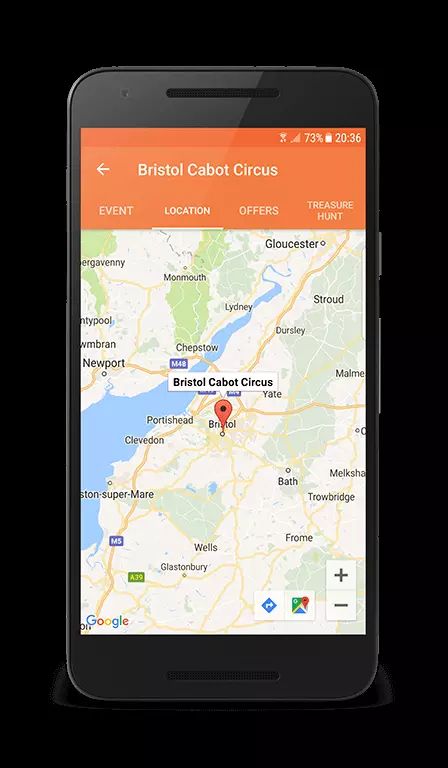 73% 20:36
Bristol Cabot Circus
EVENT LOCATION OFFERS TREASURE HUNT
Gloucester
bergavenny
Monmouth
Lydney
Stroud
ntypool
Dursley
wmbran
Chepstow
Newport
M48
Malme
Bristol Cabot Circus
M4
Yate
Portishead
Bristol
Clevedon
Co
Bath
Melksha
ston-super-Mare
Trowbridge
M5
Frome
Wells
Glastonbury
A39
+
−
Google